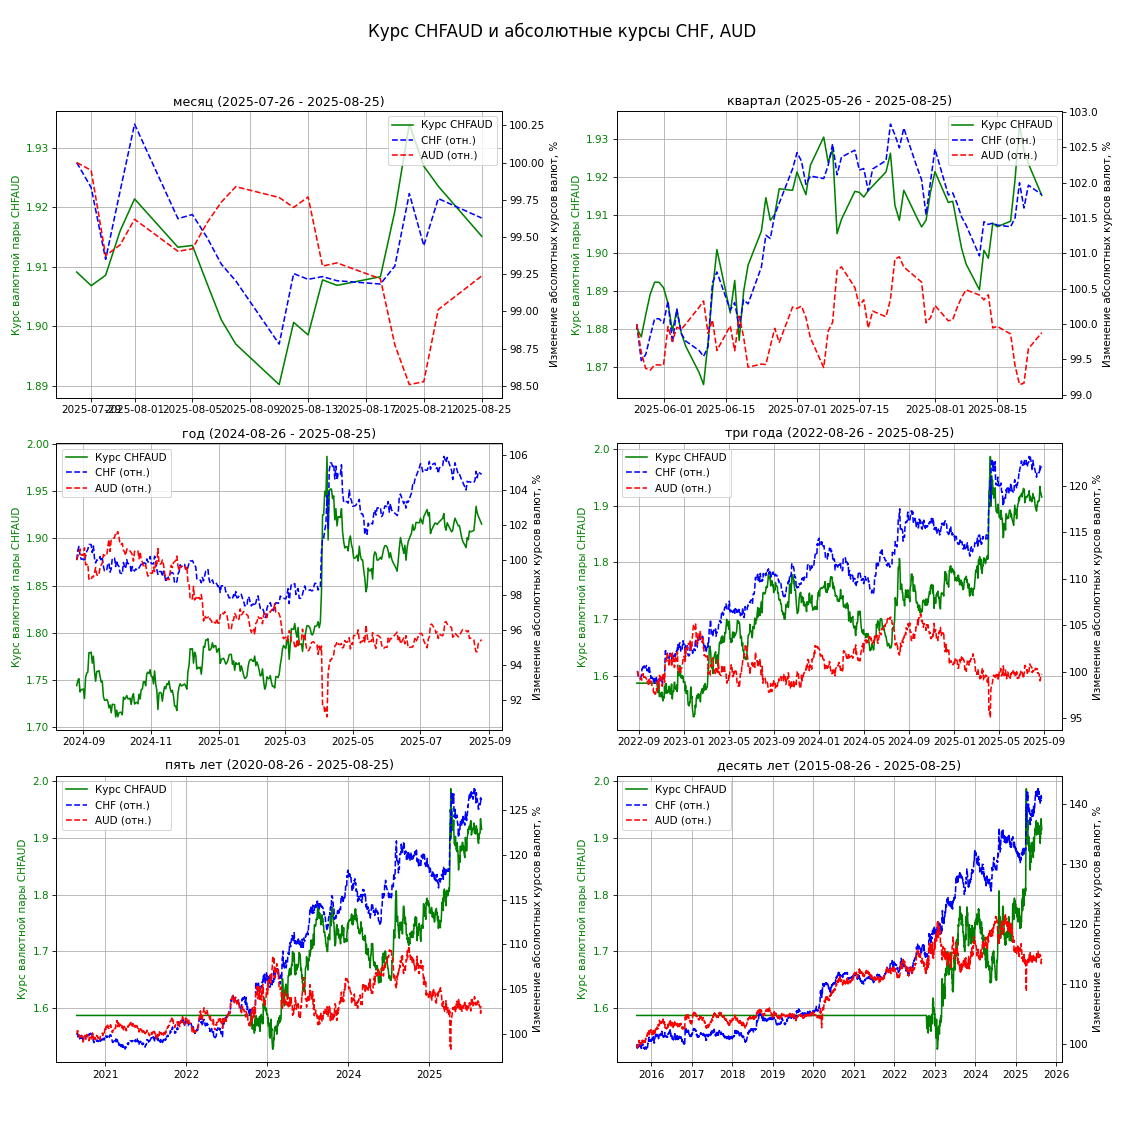 Курс CHFAUD и абсолютные курсы CHF, AUD
месяц (2025-07-26 - 2025-08-25)
Курс валютной пары CHFAUD
1.93
1.92
1.91
1.90
1.89
Курс CHFAUD
CHF (отн.)
AUD (отн.)
100.25
100.00
99.75
99.50
99.25
99.00
98.75
98.50
Изменение абсолютных курсов валют, %
2025-07-29 2025-08-01 2025-08-05 2025-08-09 2025-08-13 2025-08-17 2025-08-21 2025-08-25
квартал (2025-05-26 - 2025-08-25)
Курс валютной пары CHFAUD
1.93
1.92
1.91
1.90
1.89
1.88
1.87
Курс CHFAUD
CHF (отн.)
AUD (отн.)
103.0
102.5
102.0
101.5
101.0
100.5
100.0
99.5
99.0
Изменение абсолютных курсов валют, %
2025-06-01 2025-06-15 2025-07-01 2025-07-15 2025-08-01 2025-08-15
год (2024-08-26 - 2025-08-25)
Курс валютной пары CHFAUD
2.00
1.95
1.90
1.85
1.80
1.75
1.70
Курс CHFAUD
CHF (отн.)
AUD (отн.)
106
104
102
100
98
96
94
92
Изменение абсолютных курсов валют, %
2024-09 2024-11 2025-01 2025-03 2025-05 2025-07 2025-09
три года (2022-08-26 - 2025-08-25)
Курс валютной пары CHFAUD
2.0
1.9
1.8
1.7
1.6
Курс CHFAUD
CHF (отн.)
AUD (отн.)
120
115
110
105
100
95
Изменение абсолютных курсов валют, %
2022-09 2023-01 2023-05 2023-09 2024-01 2024-05 2024-09 2025-01 2025-05 2025-09
пять лет (2020-08-26 - 2025-08-25)
Курс валютной пары CHFAUD
2.0
1.9
1.8
1.7
1.6
Курс CHFAUD
CHF (отн.)
AUD (отн.)
125
120
115
110
105
100
Изменение абсолютных курсов валют, %
2021 2022 2023 2024 2025
десять лет (2015-08-26 - 2025-08-25)
Курс валютной пары CHFAUD
2.0
1.9
1.8
1.7
1.6
Курс CHFAUD
CHF (отн.)
AUD (отн.)
140
130
120
110
100
Изменение абсолютных курсов валют, %
2016 2017 2018 2019 2020 2021 2022 2023 2024 2025 2026